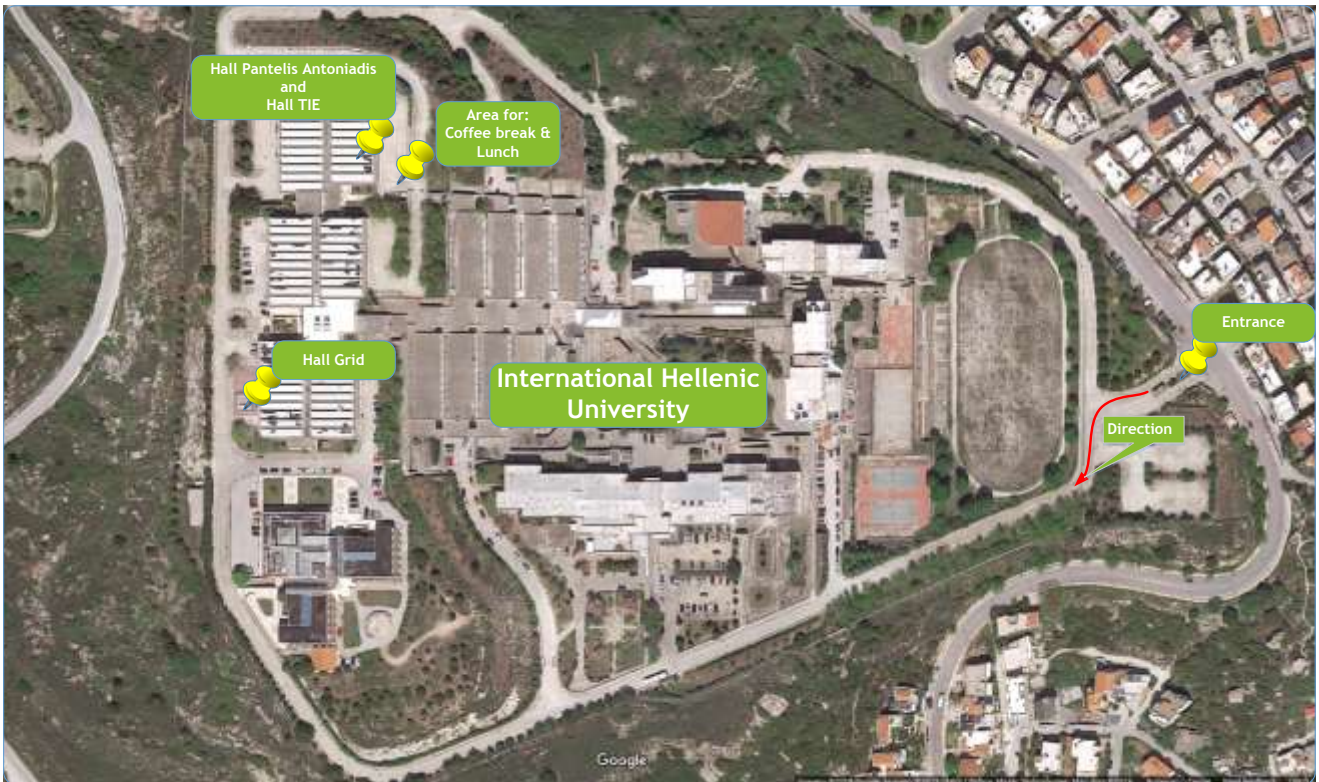 Hall Pantelis Antoniadis
and
Hall TIE
Area for:
Coffee break &
Lunch
Entrance
Hall Grid
International Hellenic
University
Direction
Google